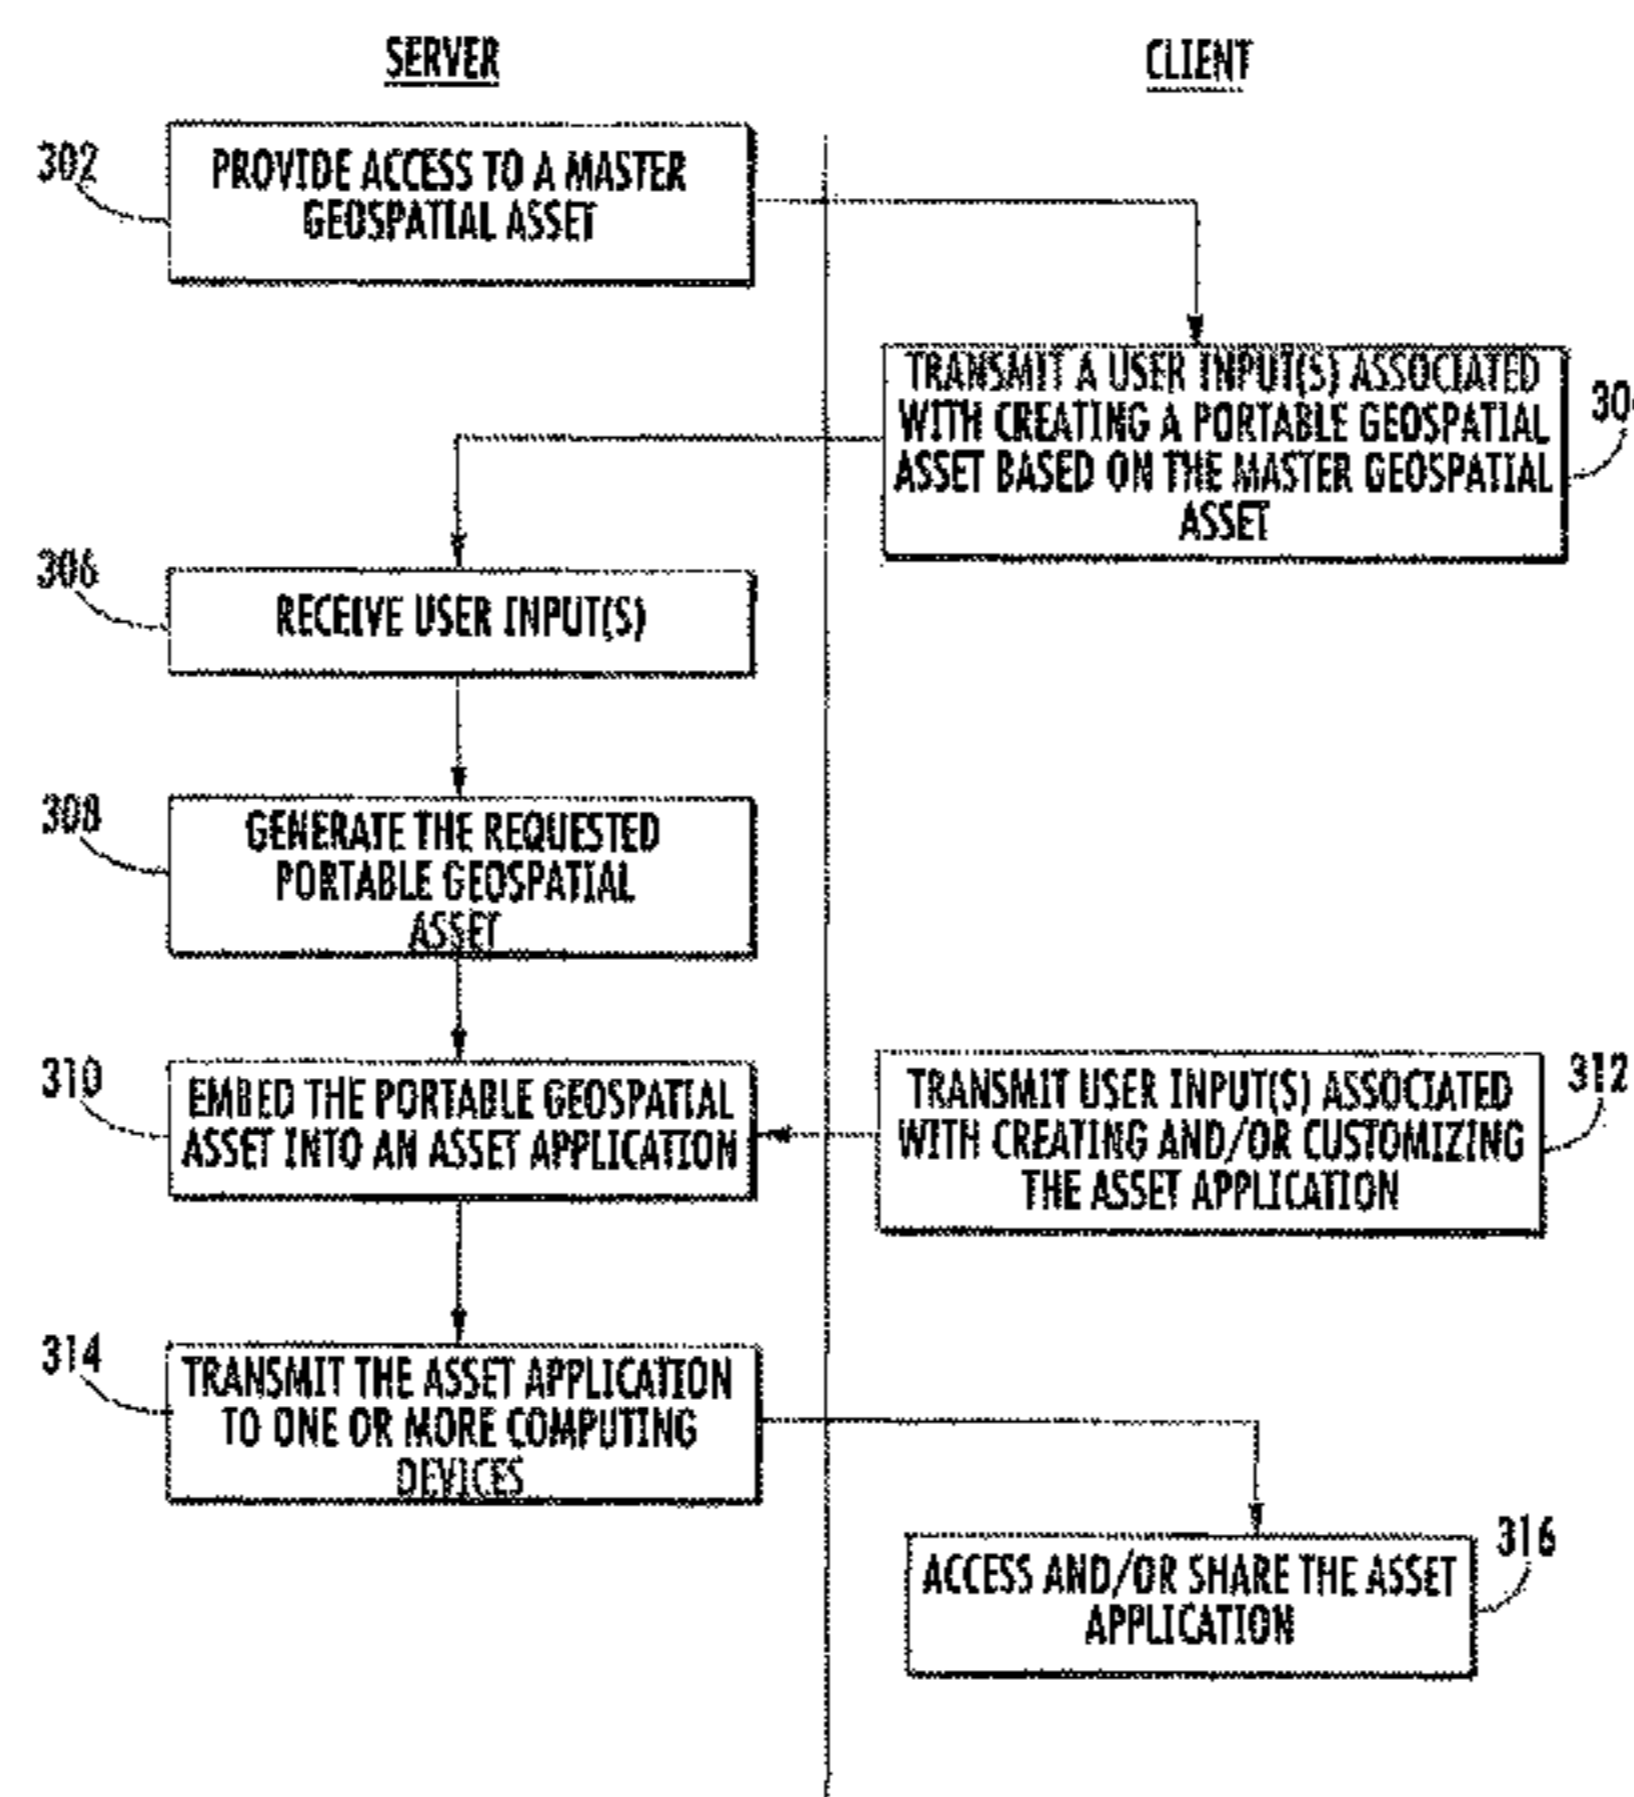 SERVER
CLIENT
302
PROVIDE ACCESS TO A MASTER
GEOSPATIAL ASSET
TRANSMIT A USER INPUT(S) ASSOCIATED
WITH CREATING A PORTABLE GEOSPATIAL
ASSET BASED ON THE MASTER GEOSPATIAL
ASSET
306
RECEIVE USER INPUT(S)
308
GENERATE THE REQUESTED
PORTABLE GEOSPATIAL
ASSET
310
EMBED THE PORTABLE GEOSPATIAL
ASSET INTO AN ASSET APPLICATION
312
TRANSMIT USER INPUT(S) ASSOCIATED
WITH CREATING AND/OR CUSTOMIZING
THE ASSET APPLICATION
314
TRANSMIT THE ASSET APPLICATION
TO ONE OR MORE COMPUTING
DEVICES
316
ACCESS AND/OR SHARE THE ASSET
APPLICATION